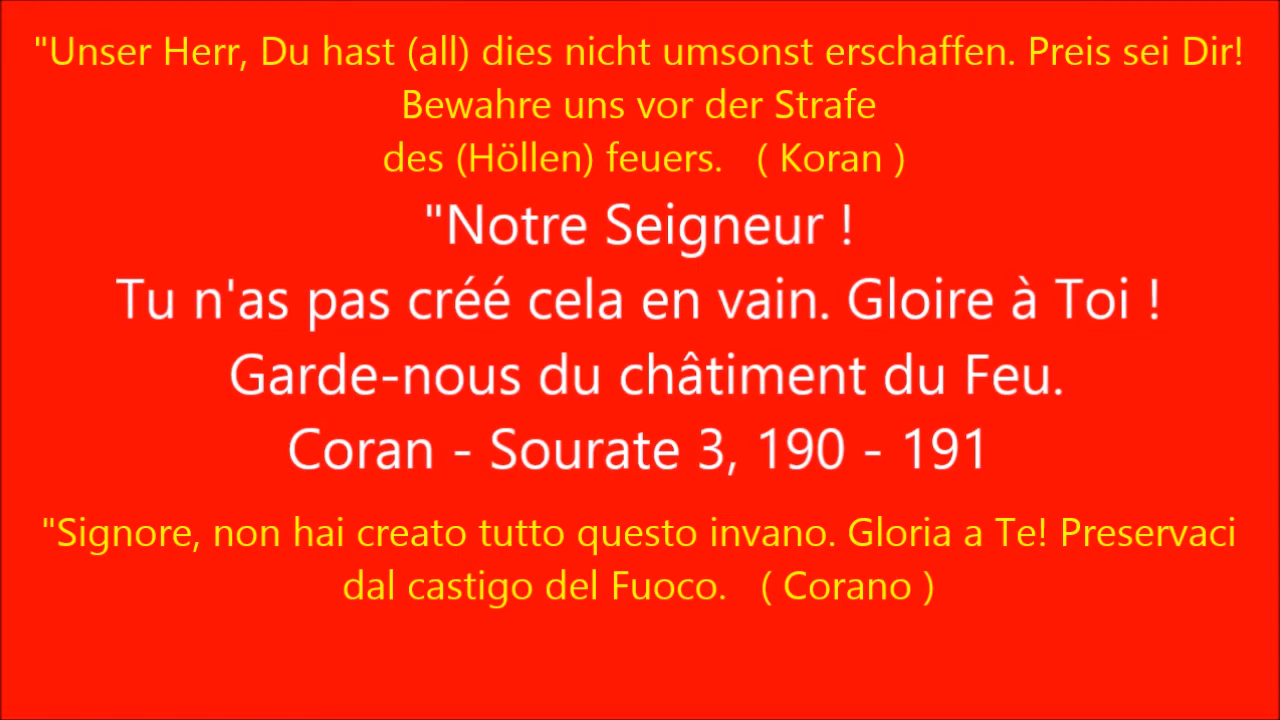 "Unser Herr, Du hast (all) dies nicht umsonst erschaffen. Preis sei Dir!
Bewahre uns vor der Strafe
des (Höllen) feuers. ( Koran )
"Notre Seigneur !
Tu n'as pas créé cela en vain. Gloire à Toi !
Garde-nous du châtiment du Feu.
Coran - Sourate 3, 190 - 191
"Signore, non hai creato tutto questo invano. Gloria a Te! Preservaci
dal castigo del Fuoco. ( Corano )